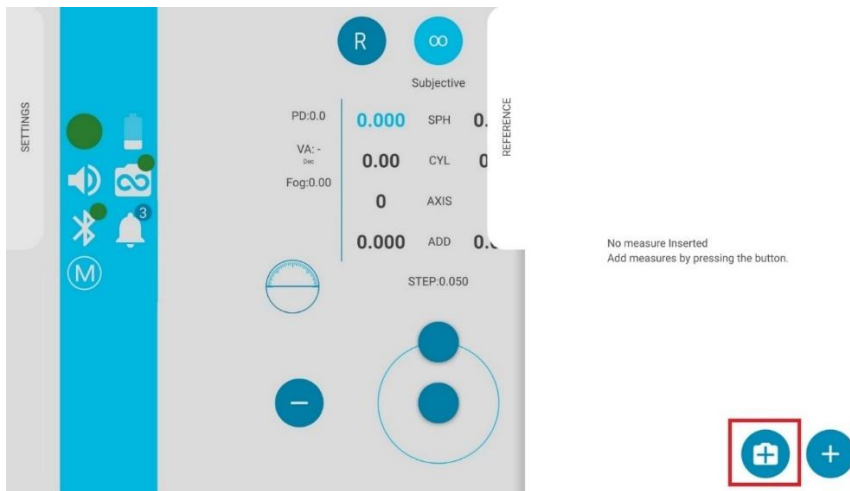 SETTINGS
3
M
R
∞
Subjective
REFERENCE
PD:0.0
0.000 SPH 0.
VA: -
Dec
0.00 CYL
Fog:0.00
0 AXIS
0.000 ADD
STEP:0.050
−
No measure Inserted
Add measures by pressing the button.
+